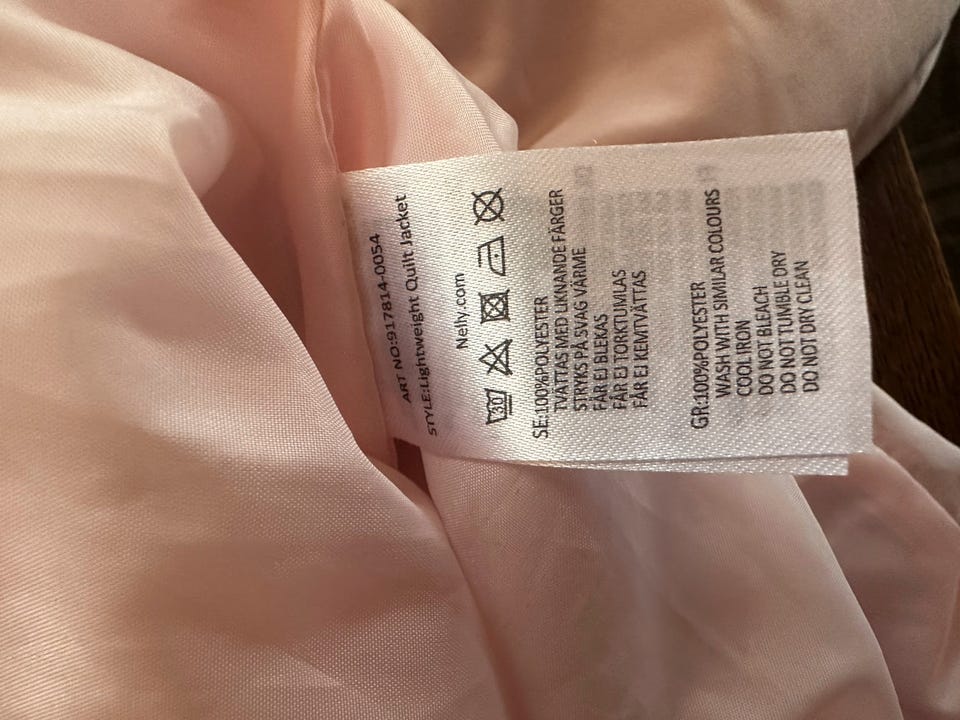 ART NO:917814-0054
STYLE:Lightweight Quilt Jacket
Nelly.com
30
SE:100%POLYESTER
TVÄTTAS MED LIKNANDE FÄRGER
STRYKS PÅ SVAG VÄRME
FÅR EJ BLEKAS
FÅR EJ TORKTUMLAS
FÅR EJ KEMTVÄTTAS
GR:100%POLYESTER
WASH WITH SIMILAR COLOURS
COOL IRON
DO NOT BLEACH
DO NOT TUMBLE DRY
DO NOT DRY CLEAN